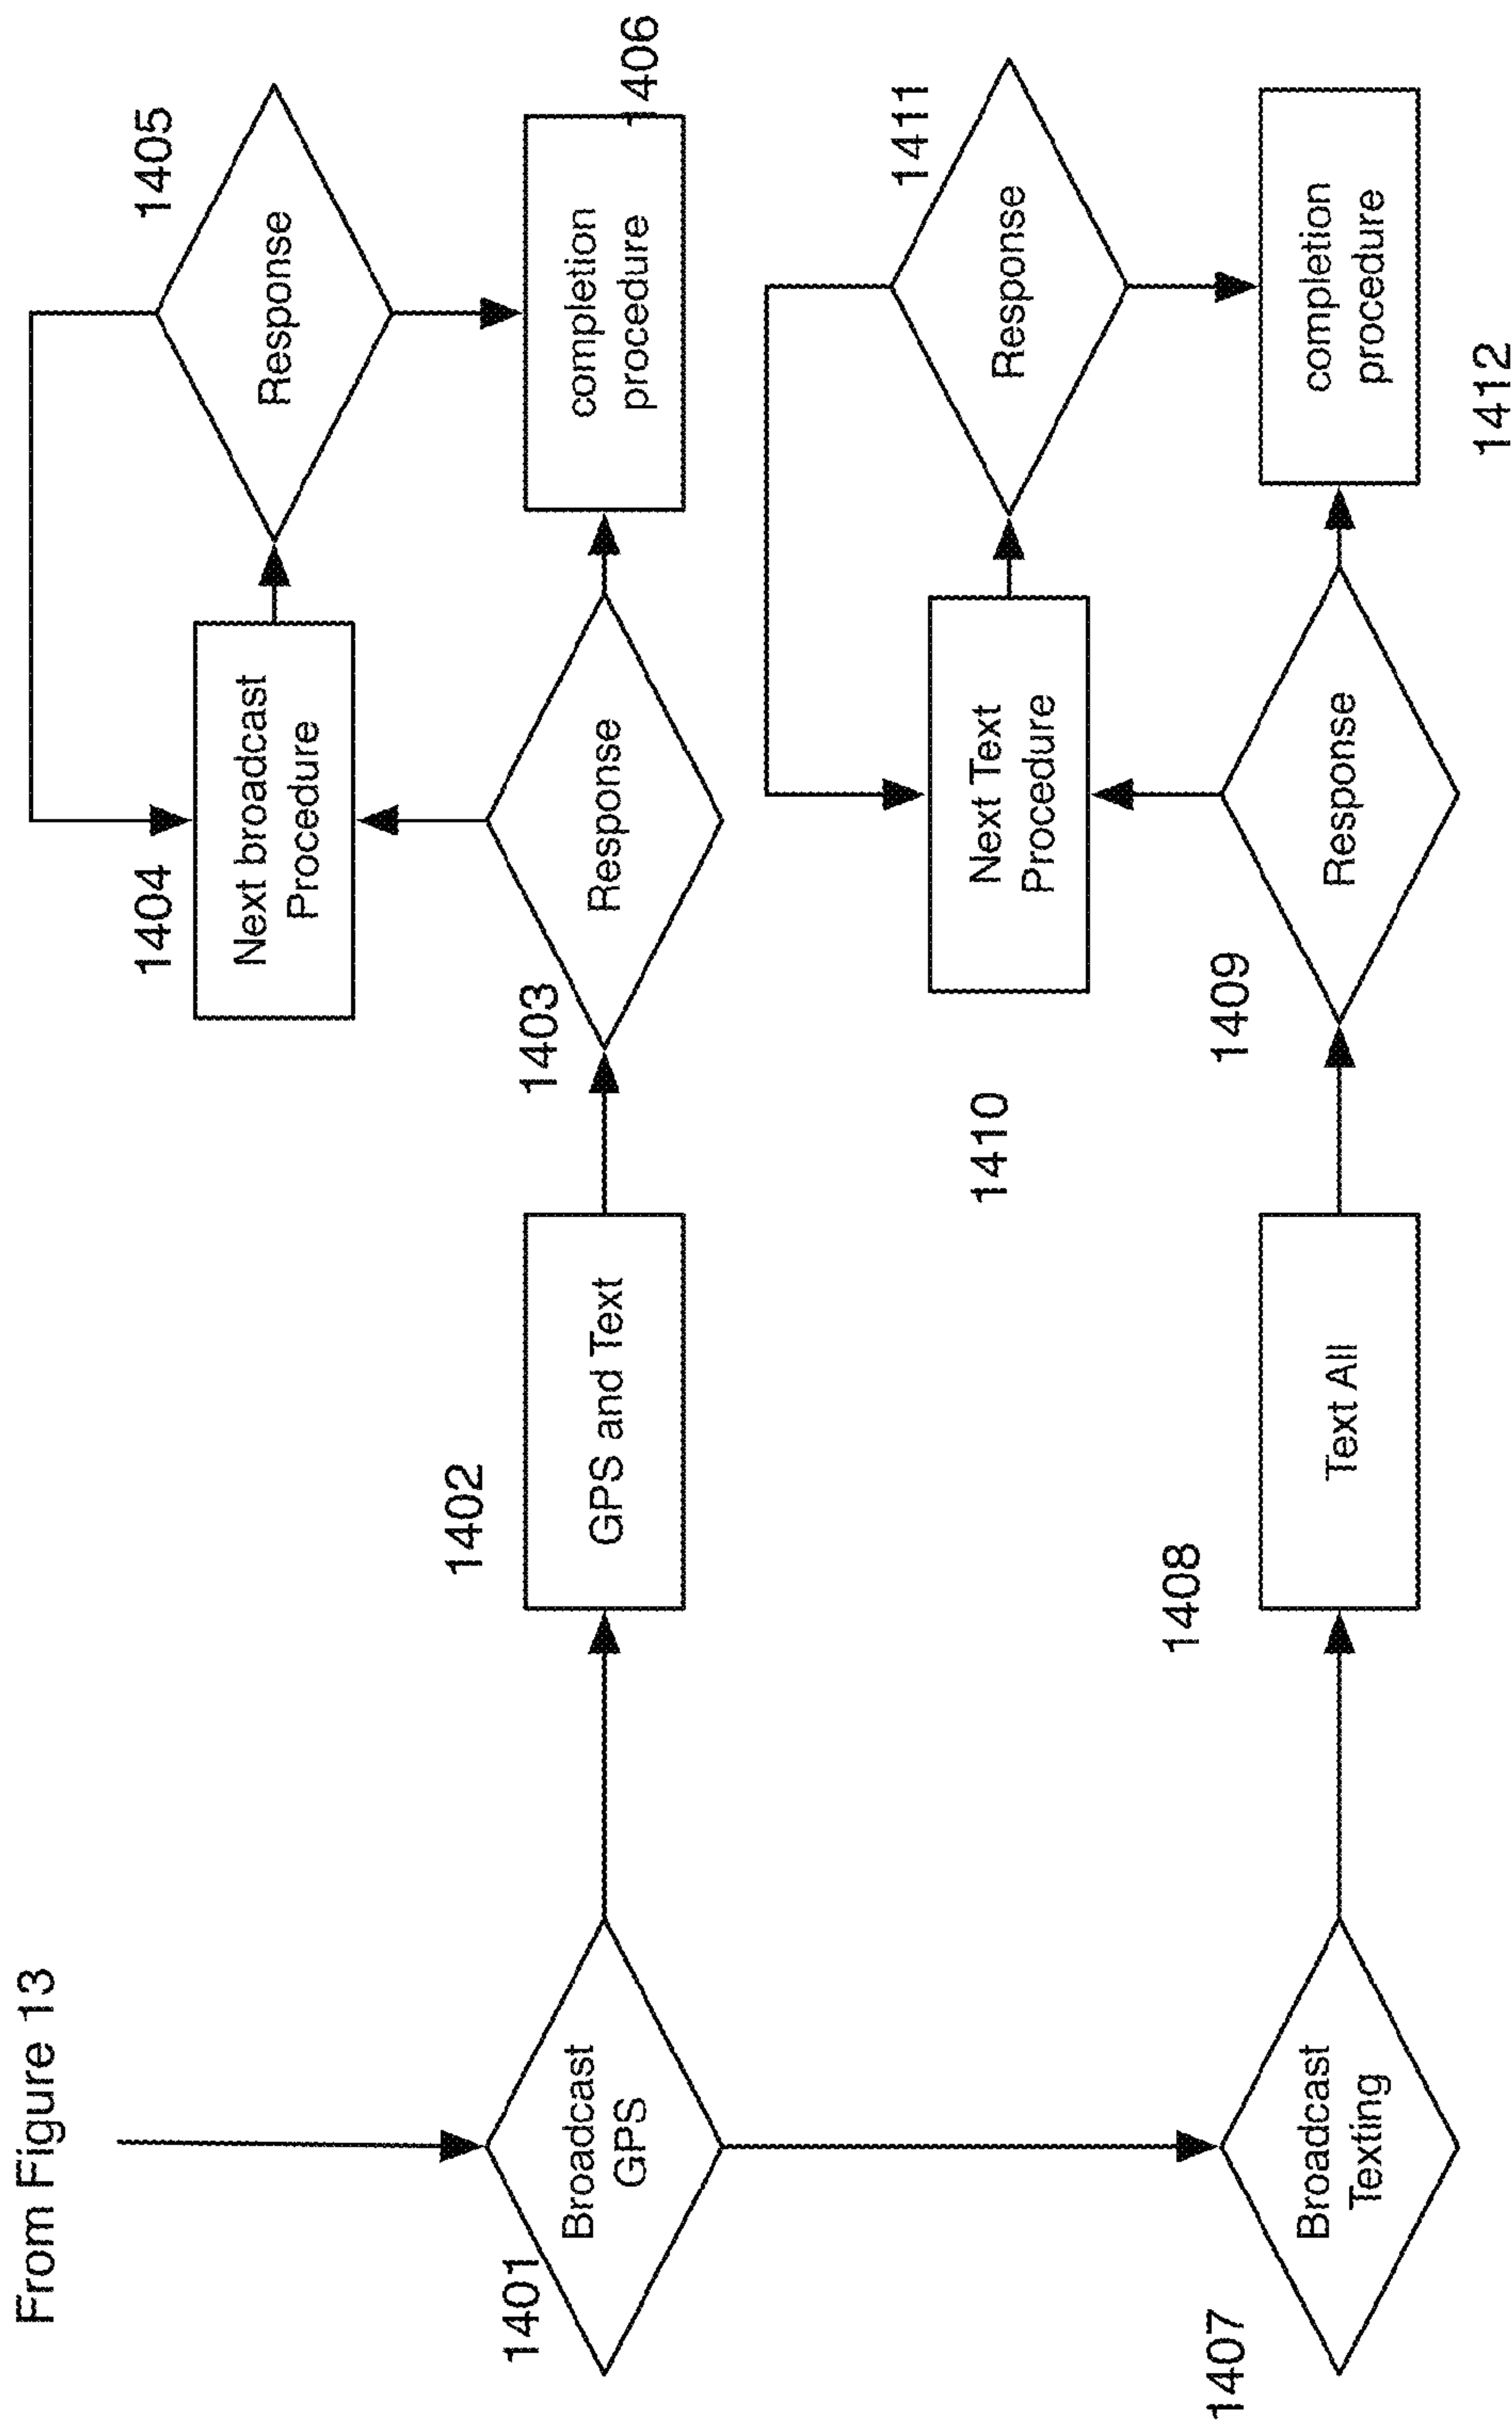 From Figure 13
1401
Broadcast
GPS
1402
GPS and Text
1403
Response
1404
Next broadcast
Procedure
1405
Response
1406
completion
procedure
1407
Broadcast
Texting
1408
Text All
1409
Response
1410
Next Text
Procedure
1411
Response
completion
procedure
1412